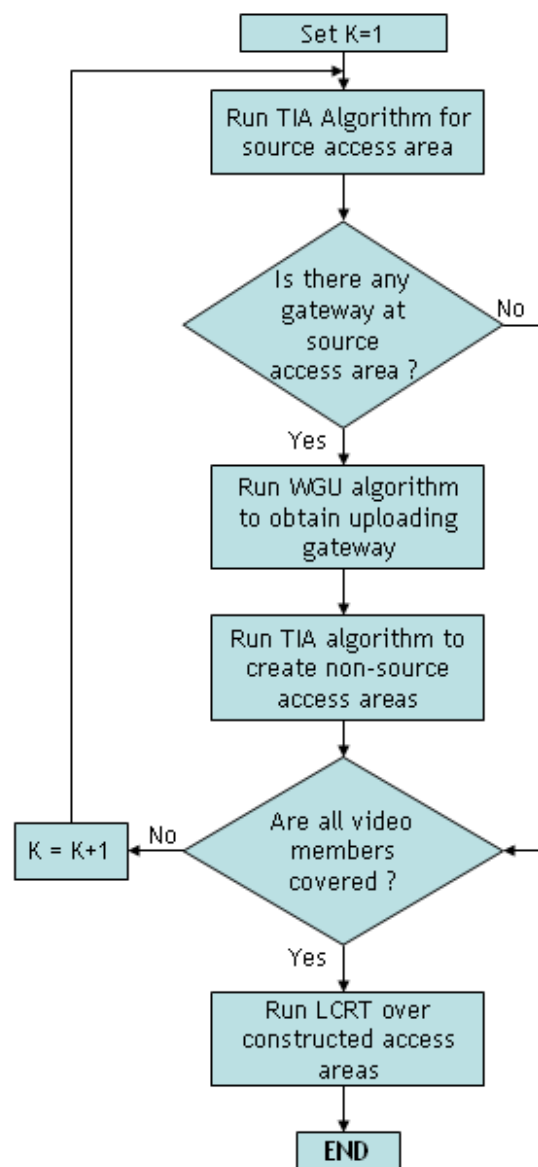 Set K=1
Run TIA Algorithm for
source access area
Is there any
gateway at
source
access area ?
No
Yes
Run WGU algorithm
to obtain uploading
gateway
Run TIA algorithm to
create non-source
access areas
Are all video
members
covered ?
No
K = K+1
Yes
Run LCRT over
constructed access
areas
END